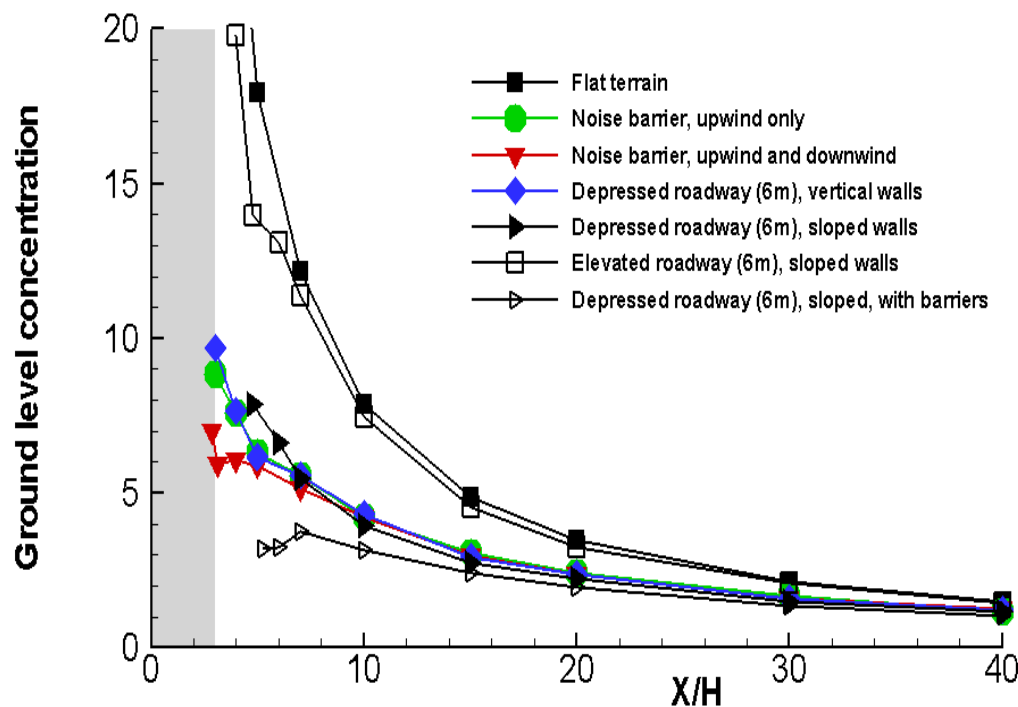 Ground level concentration
20
15
10
5
0
Flat terrain
Noise barrier, upwind only
Noise barrier, upwind and downwind
Depressed roadway (6m), vertical walls
Depressed roadway (6m), sloped walls
Elevated roadway (6m), sloped walls
Depressed roadway (6m), sloped, with barriers
0 10 20 30 40
X/H